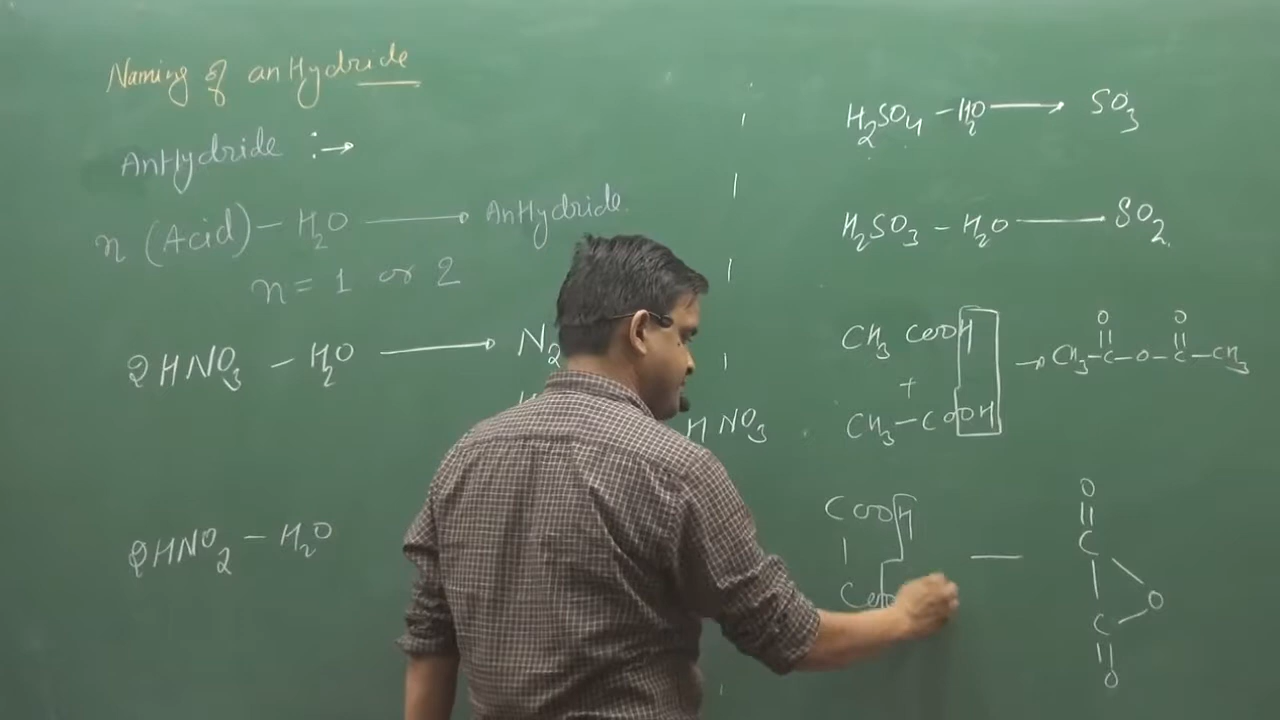 Naming of anHydride
AnHydride :→
n (Acid) – H₂O ⟶ AnHydride
n = 1 or 2
2HNO₃ – H₂O ⟶ N₂
HNO₃
2HNO₂ – H₂O
H₂SO₄ – H₂O ⟶ SO₃
H₂SO₃ – H₂O ⟶ SO₂
O O
CH₃ COOH → CH₃–C–O–C–CH₃
+
CH₃–COOH
O
COOH — C
O
C
O